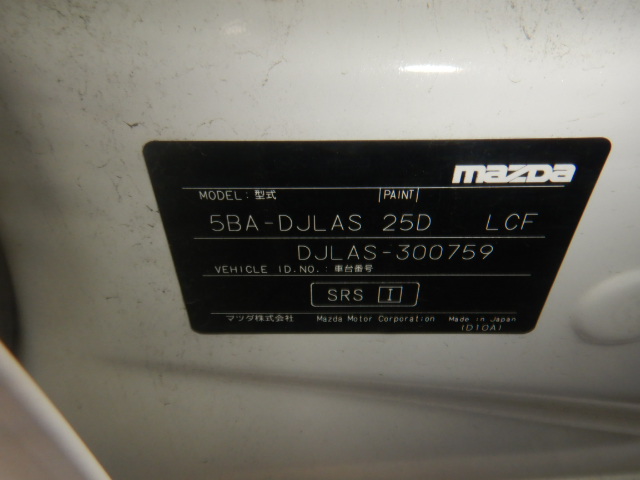 mazda
MODEL: 型式 PAINT
5BA-DJLAS 25D LCF
DJLAS-300759
VEHICLE ID.NO.: 車台番号
SRS I
マツダ株式会社 Mazda Motor Corporation Made in Japan
(D10A)